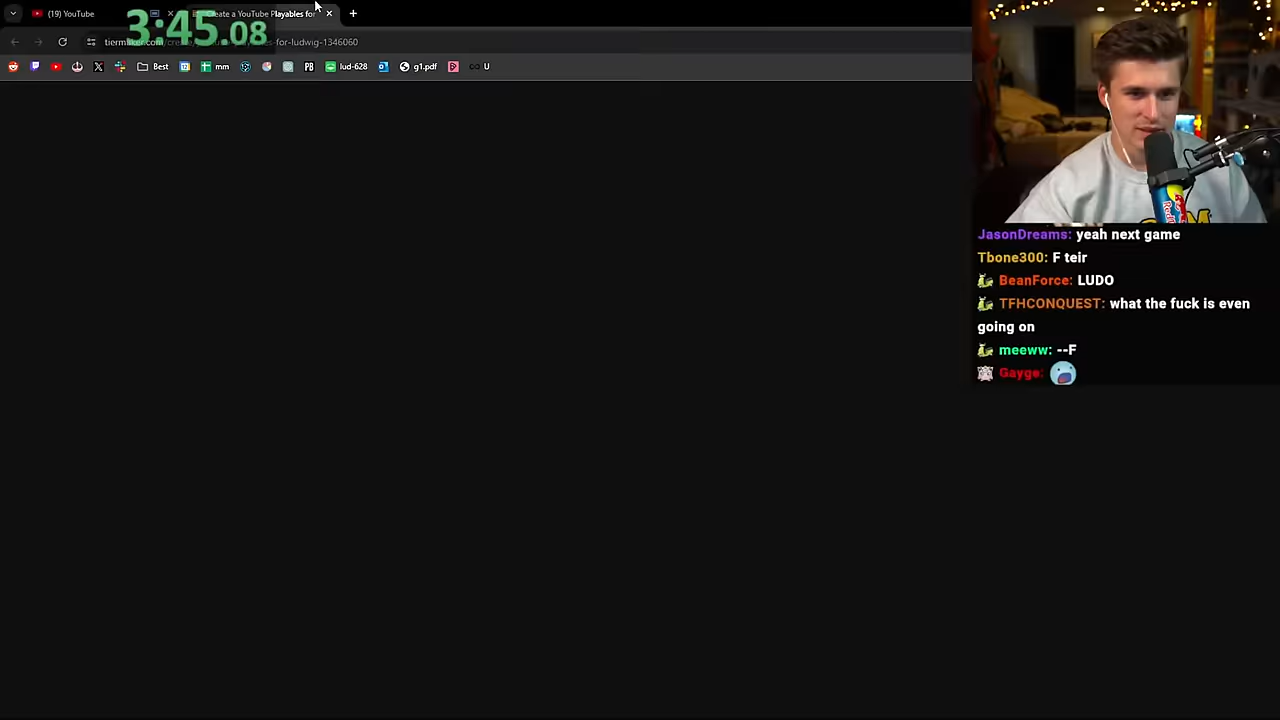 (19) YouTube
Create a YouTube Playables for
3:45.08
tiermaker.com/create/ -for-ludwig-1346060
Best
mm
PB
lud-628
g1.pdf
U
JasonDreams: yeah next game
Tbone300: F teir
BeanForce: LUDO
TFHCONQUEST: what the fuck is even
going on
meeww: --F
Gayge: